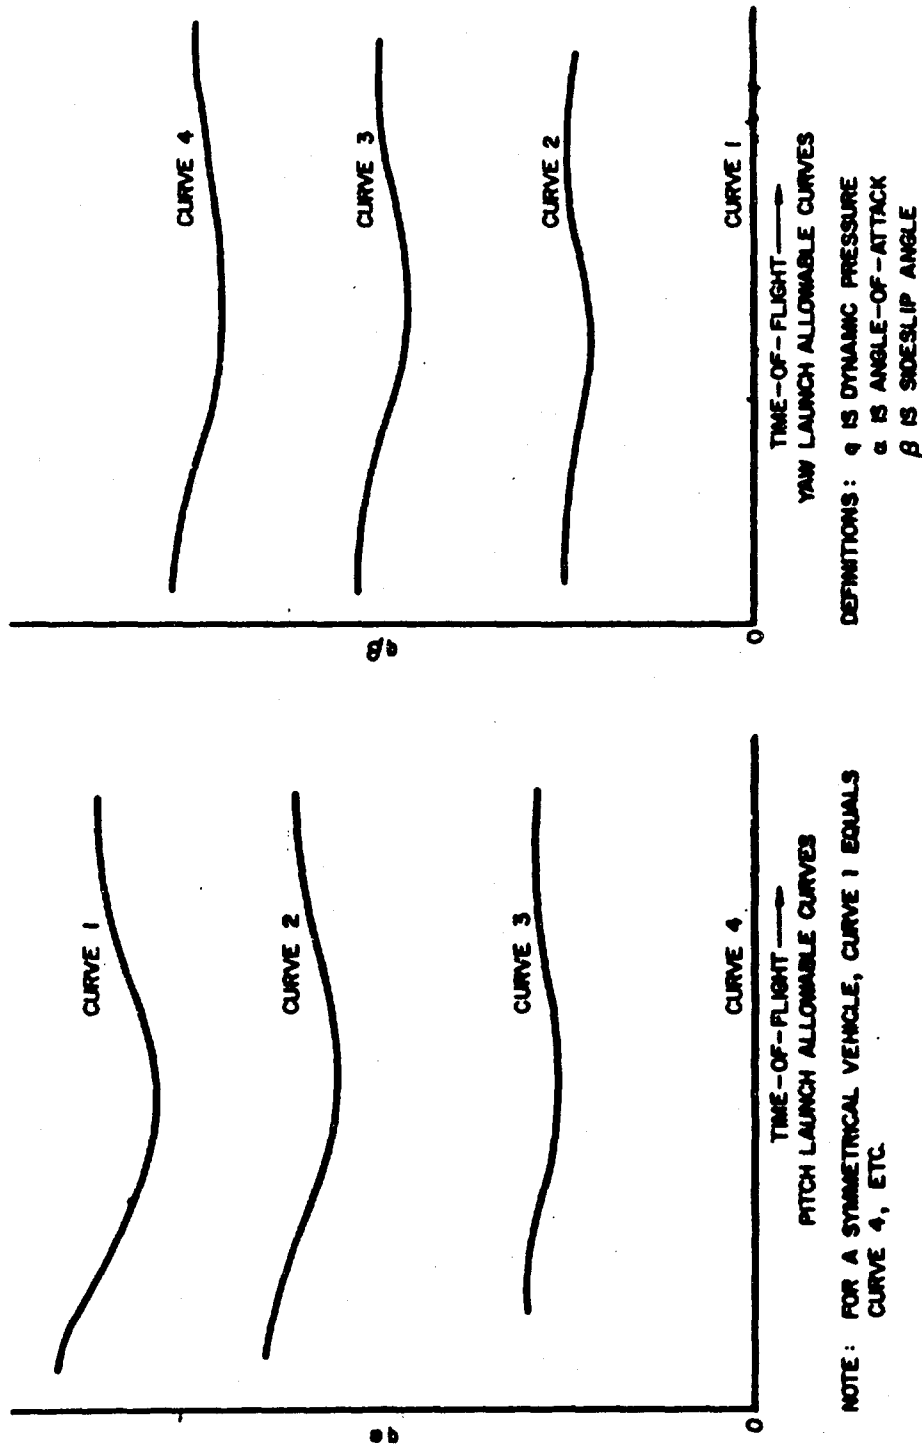 qα
CURVE 1
CURVE 2
CURVE 3
CURVE 4
0
TIME-OF-FLIGHT
PITCH LAUNCH ALLOWABLE CURVES
NOTE: FOR A SYMMETRICAL VEHICLE, CURVE 1 EQUALS
CURVE 4, ETC.
qβ
CURVE 4
CURVE 3
CURVE 2
CURVE 1
0
TIME-OF-FLIGHT
YAW LAUNCH ALLOWABLE CURVES
DEFINITIONS: q IS DYNAMIC PRESSURE
α IS ANGLE-OF-ATTACK
β IS SIDESLIP ANGLE